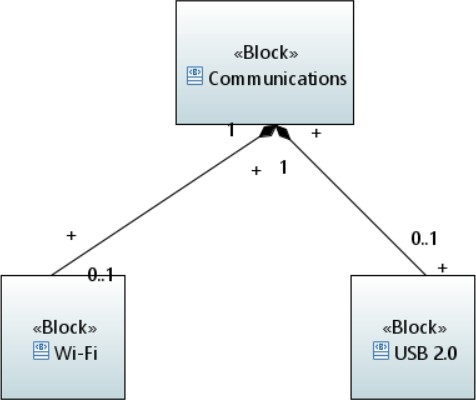 «Block»
Communications
1
+
+
1
+
0..1
0..1
+
«Block»
Wi-Fi
«Block»
USB 2.0